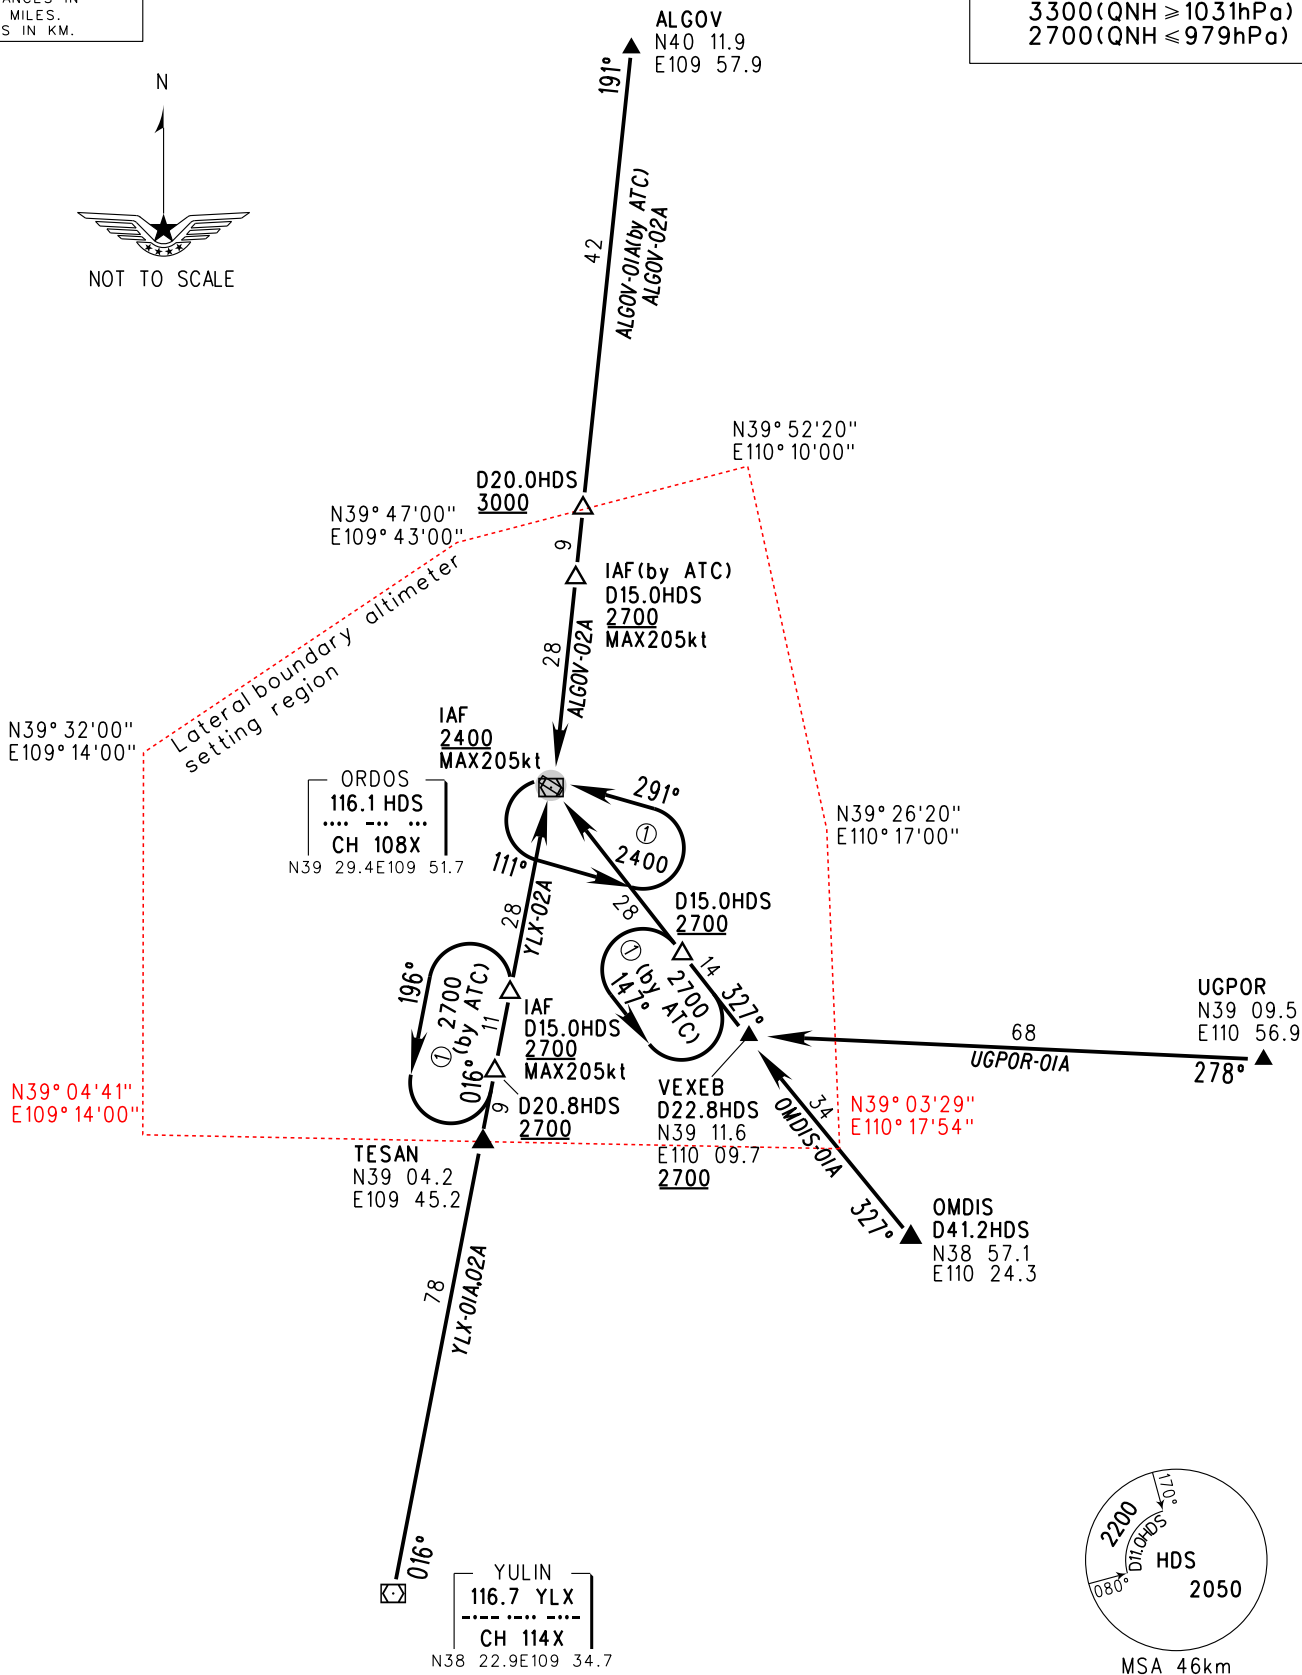 ANCES IN
MILES.
S IN KM.
3300(QNH ≥1031hPa)
2700(QNH ≤979hPa)
ALGOV
N40 11.9
E109 57.9
191°
N
NOT TO SCALE
42
ALGOV-01A(by ATC)
ALGOV-02A
N39°52'20"
E110°10'00"
D20.0HDS
3000
N39°47'00"
E109°43'00"
9
IAF(by ATC)
D15.0HDS
2700
MAX205kt
28
ALGOV-02A
Lateral boundary altimeter
setting region
N39°32'00"
E109°14'00"
IAF
2400
MAX205kt
ORDOS
116.1 HDS
···· -·· ···
CH 108X
N39 29.4E109 51.7
291°
①
2400
111°
N39°26'20"
E110°17'00"
28
YLX-02A
28
D15.0HDS
2700
14
327°
①
(by ATC)
2700
147°
196°
①
2700
(by ATC)
11
016°
IAF
D15.0HDS
2700
MAX205kt
D20.8HDS
2700
9
UGPOR
N39 09.5
E110 56.9
68
UGPOR-01A
278°
VEXEB
D22.8HDS
N39 11.6
E110 09.7
2700
34
OMDIS-01A
327°
N39°04'41"
E109°14'00"
N39°03'29"
E110°17'54"
TESAN
N39 04.2
E109 45.2
OMDIS
D41.2HDS
N38 57.1
E110 24.3
78
YLX-01A,02A
016°
YULIN
116.7 YLX
-·-- ·-·· -··-
CH 114X
N38 22.9E109 34.7
170°
2200
D11.0HDS
HDS
080°
2050
MSA 46km